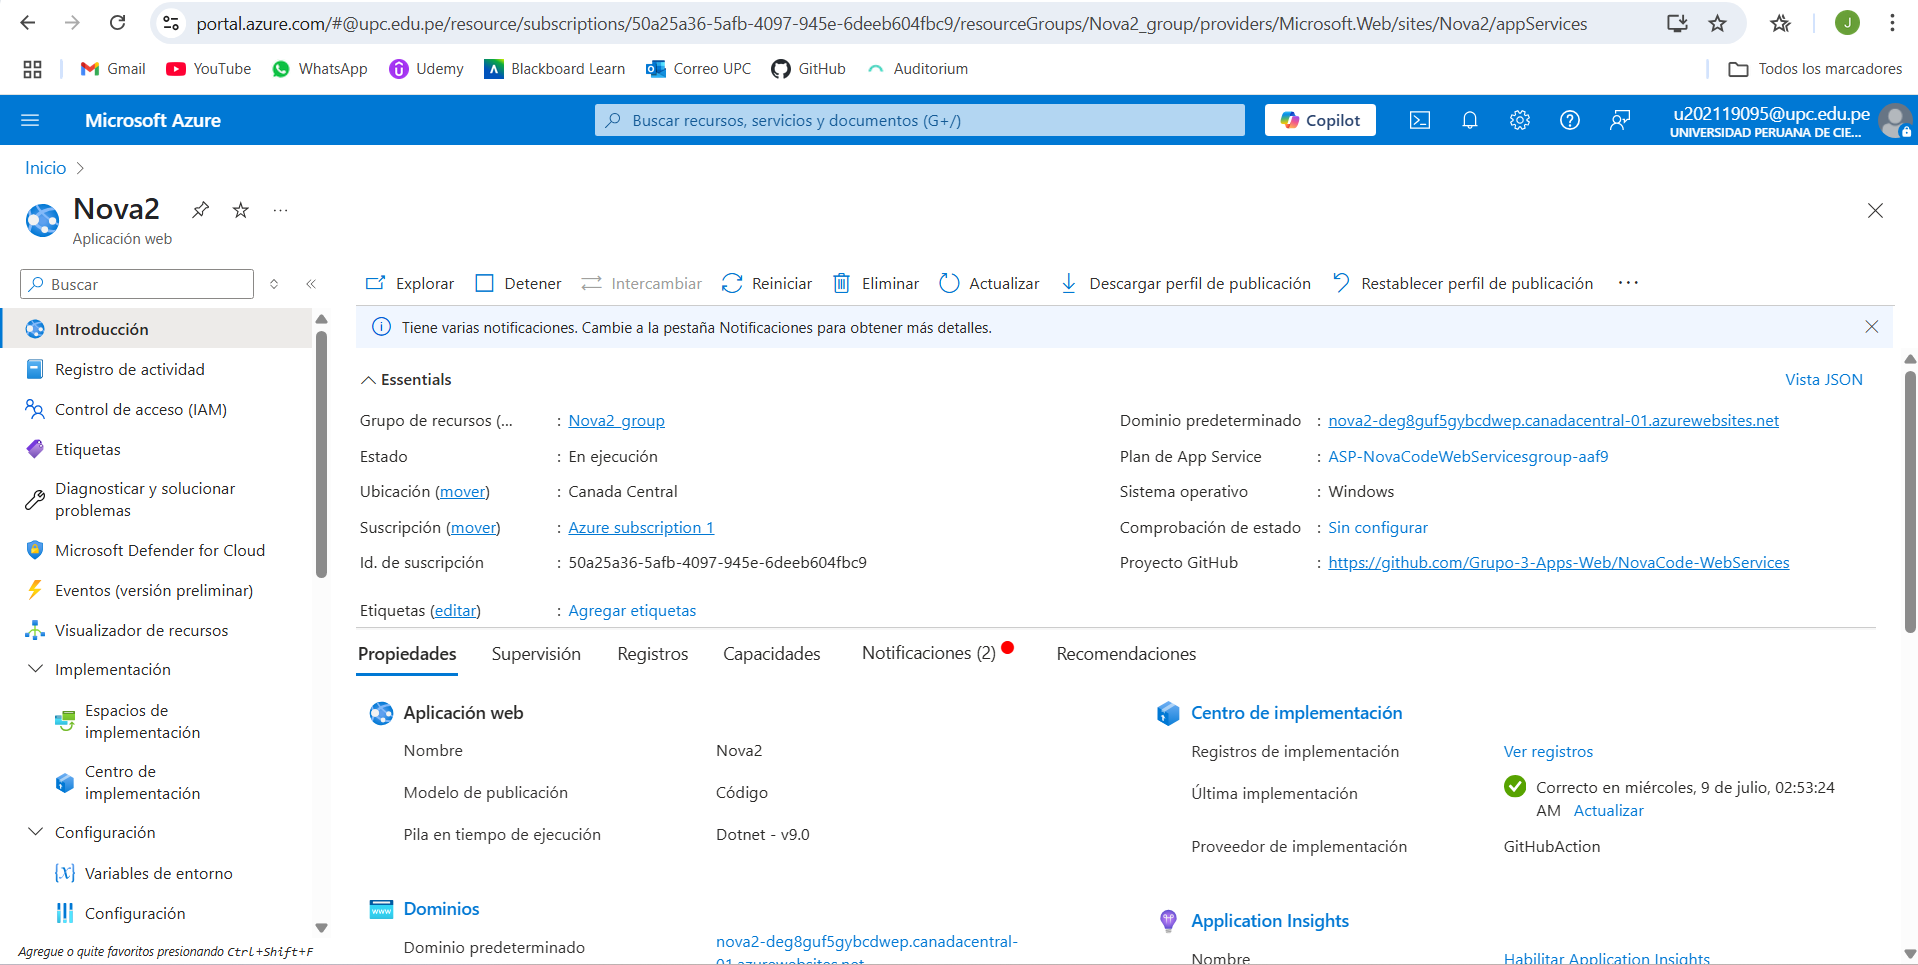 portal.azure.com/#@upc.edu.pe/resource/subscriptions/50a25a36-5afb-4097-945e-6deeb604fbc9/resourceGroups/Nova2_group/providers/Microsoft.Web/sites/Nova2/appServices
J
Gmail YouTube WhatsApp Udemy Blackboard Learn Correo UPC GitHub Auditorium Todos los marcadores
Microsoft Azure
Buscar recursos, servicios y documentos (G+/)
Copilot
u202119095@upc.edu.pe
UNIVERSIDAD PERUANA DE CIE...
Inicio
Nova2
Aplicación web
Buscar
Explorar Detener Intercambiar Reiniciar Eliminar Actualizar Descargar perfil de publicación Restablecer perfil de publicación
Tiene varias notificaciones. Cambie a la pestaña Notificaciones para obtener más detalles.
Introducción
Registro de actividad
Control de acceso (IAM)
Etiquetas
Diagnosticar y solucionar
problemas
Microsoft Defender for Cloud
Eventos (versión preliminar)
Visualizador de recursos
Implementación
Espacios de
implementación
Centro de
implementación
Configuración
Variables de entorno
Configuración
Agregue o quite favoritos presionando Ctrl+Shift+F
Essentials
Vista JSON
Grupo de recursos (... : Nova2_group
Estado : En ejecución
Ubicación (mover) : Canada Central
Suscripción (mover) : Azure subscription 1
Id. de suscripción : 50a25a36-5afb-4097-945e-6deeb604fbc9
Etiquetas (editar) : Agregar etiquetas
Dominio predeterminado : nova2-deg8guf5gybcdwep.canadacentral-01.azurewebsites.net
Plan de App Service : ASP-NovaCodeWebServicesgroup-aaf9
Sistema operativo : Windows
Comprobación de estado : Sin configurar
Proyecto GitHub : https://github.com/Grupo-3-Apps-Web/NovaCode-WebServices
Propiedades Supervisión Registros Capacidades Notificaciones (2) Recomendaciones
Aplicación web
Nombre Nova2
Modelo de publicación Código
Pila en tiempo de ejecución Dotnet - v9.0
www
Dominios
Dominio predeterminado nova2-deg8guf5gybcdwep.canadacentral-
01.azurewebsites.net
Centro de implementación
Registros de implementación Ver registros
Última implementación Correcto en miércoles, 9 de julio, 02:53:24
AM Actualizar
Proveedor de implementación GitHubAction
Application Insights
Nombre Habilitar Application Insights